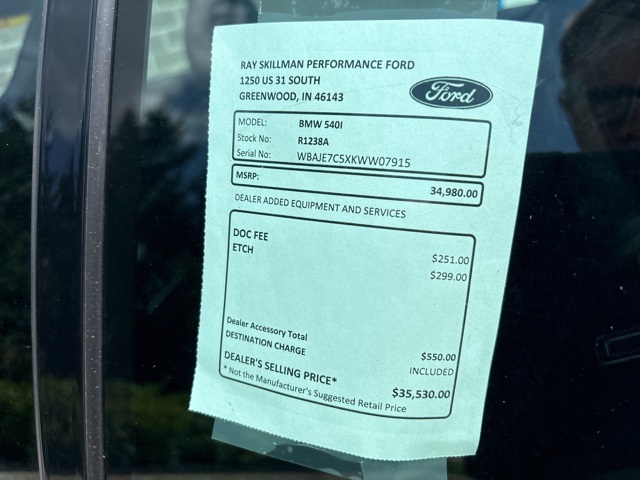 RAY SKILLMAN PERFORMANCE FORD
1250 US 31 SOUTH
GREENWOOD, IN 46143
Ford
MODEL: BMW 540I
Stock No: R1238A
Serial No: WBAJE7C5XKWW07915
MSRP: 34,980.00
DEALER ADDED EQUIPMENT AND SERVICES
DOC FEE $251.00
ETCH $299.00
Dealer Accessory Total $550.00
DESTINATION CHARGE INCLUDED
DEALER'S SELLING PRICE* $35,530.00
* Not the Manufacturer's Suggested Retail Price